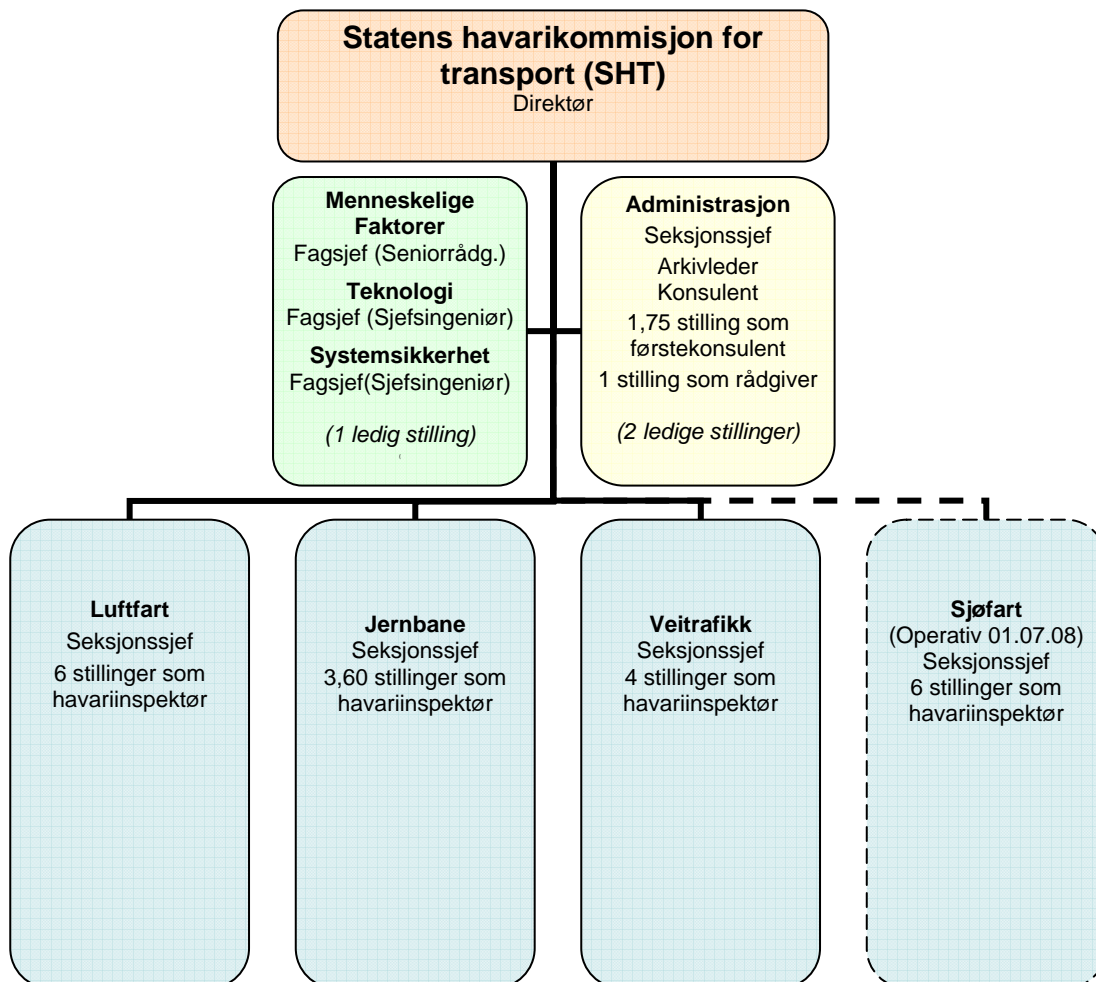 Statens havarikommisjon for
transport (SHT)
Direktør
Menneskelige
Faktorer
Fagsjef (Seniorrådg.)
Teknologi
Fagsjef (Sjefsingeniør)
Systemsikkerhet
Fagsjef(Sjefsingeniør)
(1 ledig stilling)
Administrasjon
Seksjonssjef
Arkivleder
Konsulent
1,75 stilling som
førstekonsulent
1 stilling som rådgiver
(2 ledige stillinger)
Luftfart
Seksjonssjef
6 stillinger som
havariinspektør
Jernbane
Seksjonssjef
3,60 stillinger som
havariinspektør
Veitrafikk
Seksjonssjef
4 stillinger som
havariinspektør
Sjøfart
(Operativ 01.07.08)
Seksjonssjef
6 stillinger som
havariinspektør